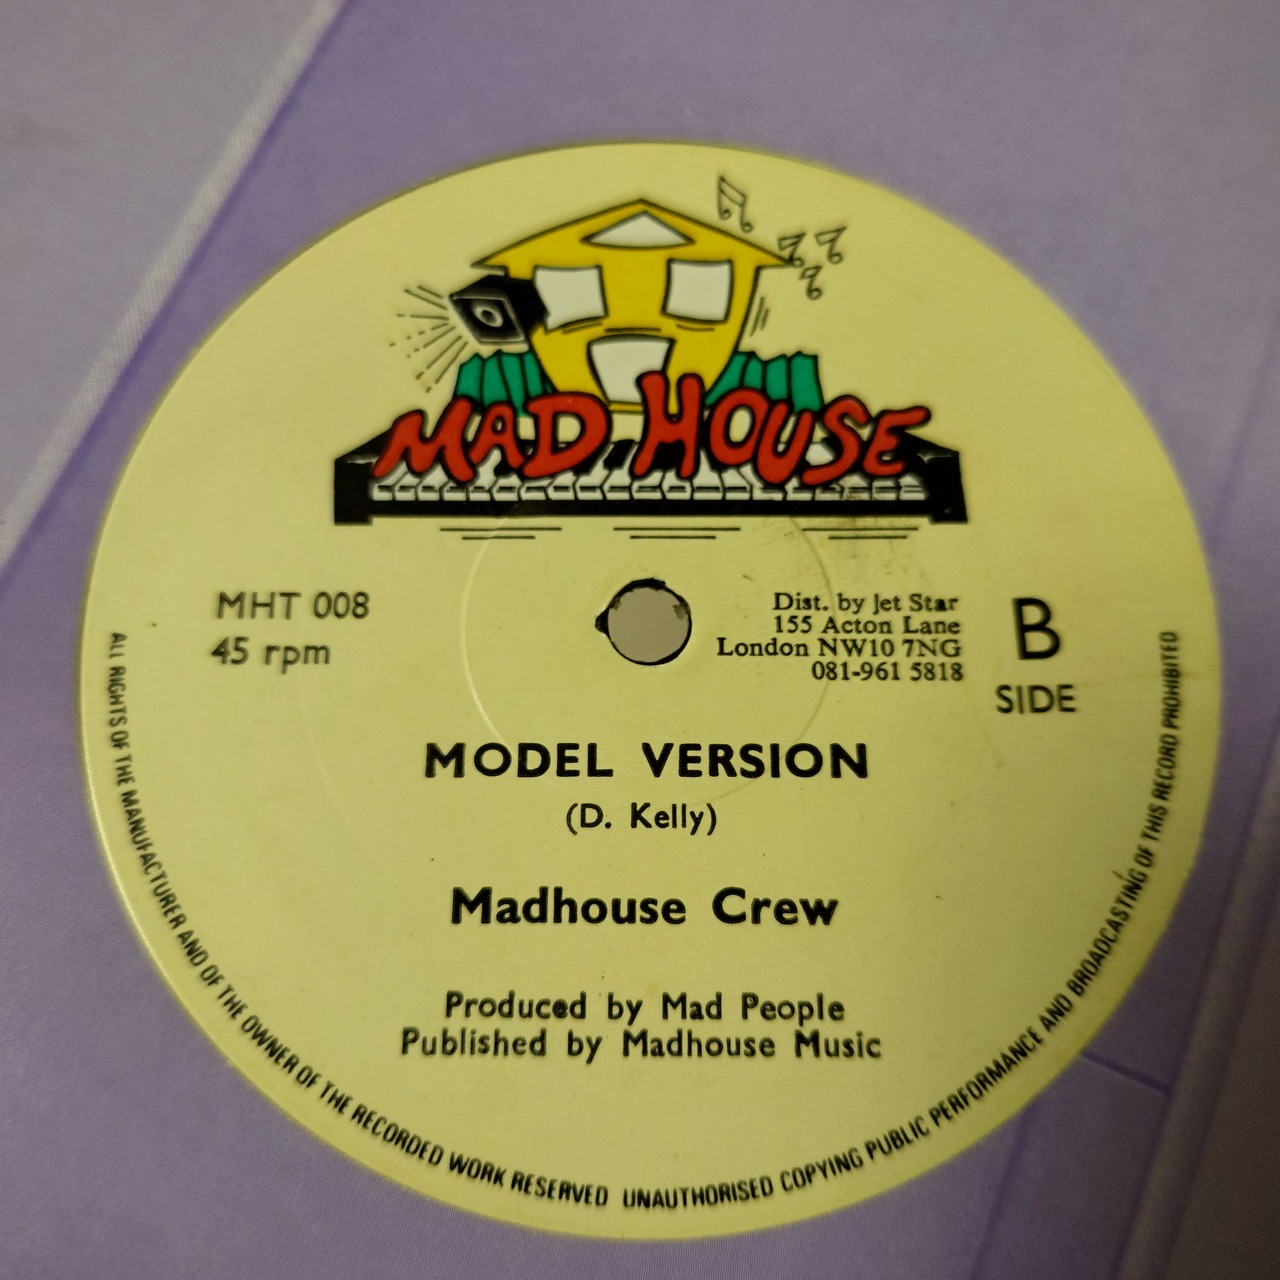 MAD HOUSE
MHT 008
45 rpm
Dist. by Jet Star
155 Acton Lane
London NW10 7NG
081-961 5818
B
SIDE
MODEL VERSION
(D. Kelly)
Madhouse Crew
Produced by Mad People
Published by Madhouse Music
ALL RIGHTS OF THE MANUFACTURER AND OF THE OWNER OF THE RECORDED WORK RESERVED UNAUTHORISED COPYING PUBLIC PERFORMANCE AND BROADCASTING OF THIS RECORD PROHIBITED